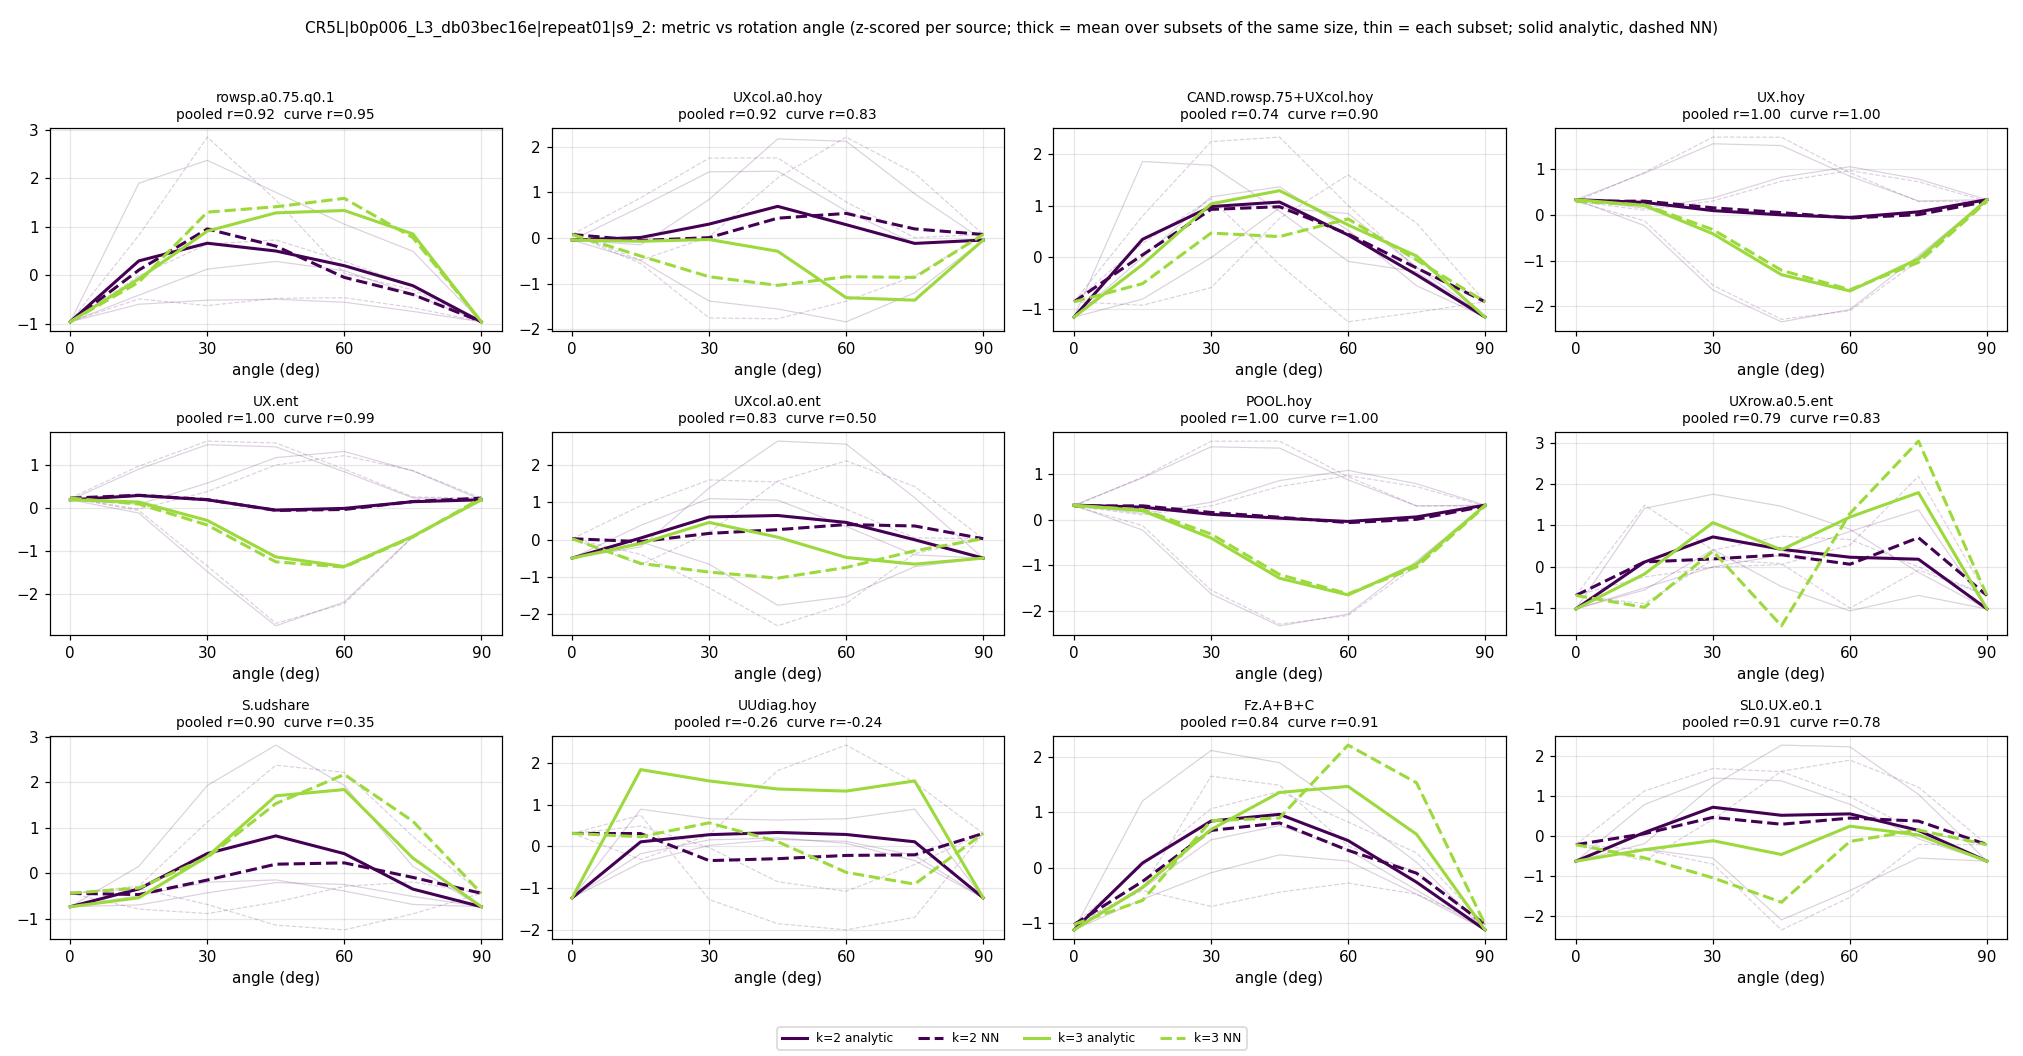 CR5L|b0p006_L3_db03bec16e|repeat01|s9_2: metric vs rotation angle (z-scored per source; thick = mean over subsets of the same size, thin = each subset; solid analytic, dashed NN)
rowsp.a0.75.q0.1
pooled r=0.92 curve r=0.95
3
2
1
0
−1
0 30 60 90
angle (deg)
UXcol.a0.hoy
pooled r=0.92 curve r=0.83
2
1
0
−1
−2
0 30 60 90
angle (deg)
CAND.rowsp.75+UXcol.hoy
pooled r=0.74 curve r=0.90
2
1
0
−1
0 30 60 90
angle (deg)
UX.hoy
pooled r=1.00 curve r=1.00
1
0
−1
−2
0 30 60 90
angle (deg)
UX.ent
pooled r=1.00 curve r=0.99
1
0
−1
−2
0 30 60 90
angle (deg)
UXcol.a0.ent
pooled r=0.83 curve r=0.50
2
1
0
−1
−2
0 30 60 90
angle (deg)
POOL.hoy
pooled r=1.00 curve r=1.00
1
0
−1
−2
0 30 60 90
angle (deg)
UXrow.a0.5.ent
pooled r=0.79 curve r=0.83
3
2
1
0
−1
0 30 60 90
angle (deg)
S.udshare
pooled r=0.90 curve r=0.35
3
2
1
0
−1
0 30 60 90
angle (deg)
UUdiag.hoy
pooled r=-0.26 curve r=-0.24
2
1
0
−1
−2
0 30 60 90
angle (deg)
Fz.A+B+C
pooled r=0.84 curve r=0.91
2
1
0
−1
0 30 60 90
angle (deg)
SL0.UX.e0.1
pooled r=0.91 curve r=0.78
2
1
0
−1
−2
0 30 60 90
angle (deg)
k=2 analytic k=2 NN k=3 analytic k=3 NN